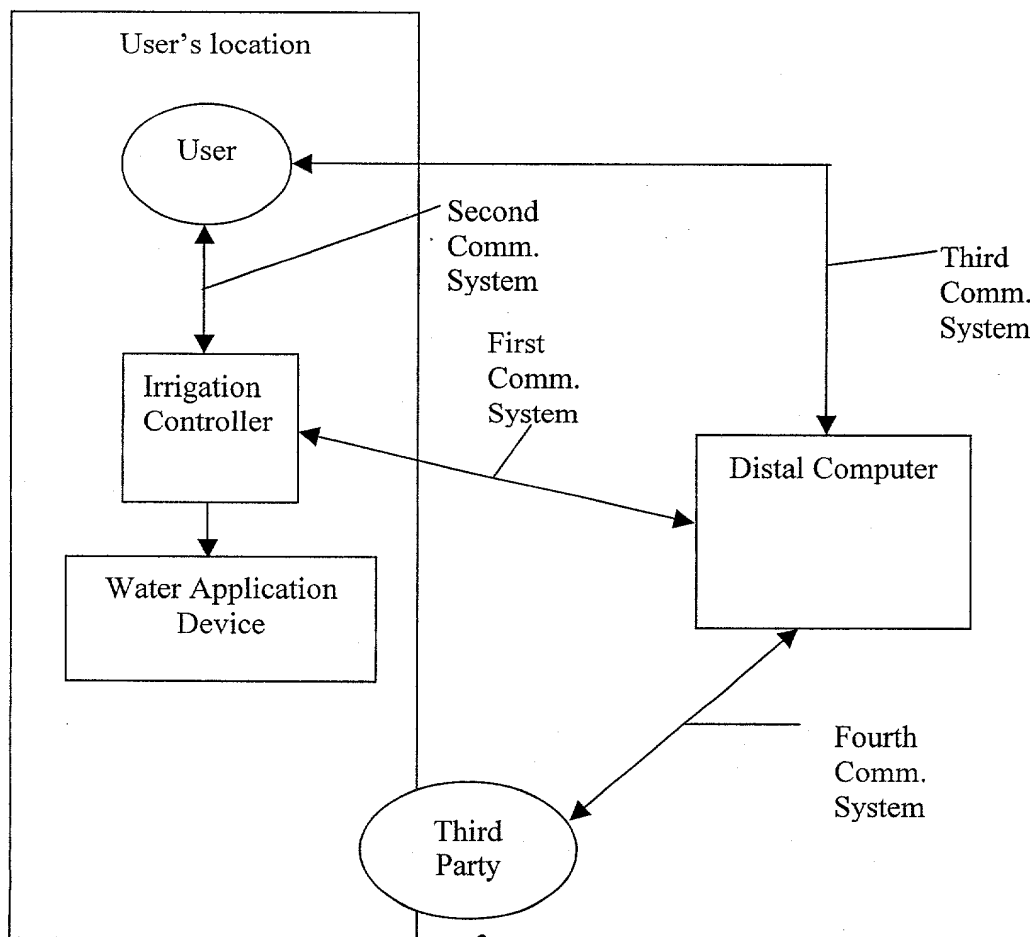 User's location
User
Second
Comm.
System
Third
Comm.
System
First
Comm.
System
Irrigation
Controller
Distal Computer
Water Application
Device
Fourth
Comm.
System
Third
Party